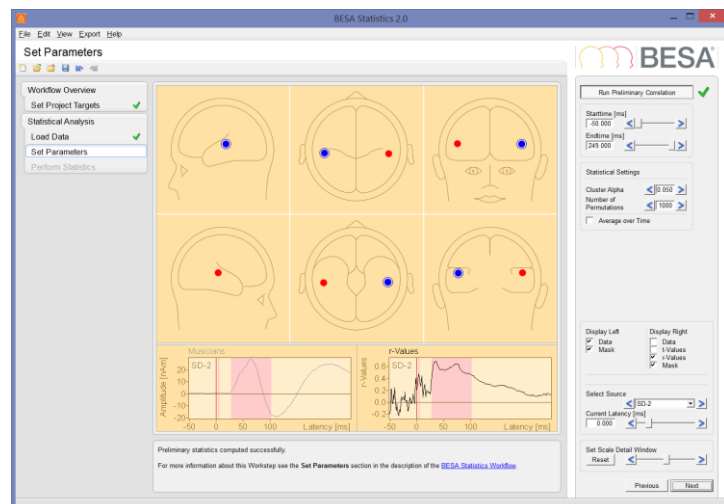 BESA Statistics 2.0
File Edit View Export Help
Set Parameters
BESA®
Workflow Overview
Set Project Targets
Statistical Analysis
Load Data
Set Parameters
Perform Statistics
Musicians
SD-2
Amplitude [nAm]
20
10
0
-10
-20
-50 0 50 100
Latency [ms]
r-Values
SD-2
r-Values
0.6
0.4
0.2
0.0
-0.2
-50 0 50 100
Latency [ms]
Preliminary statistics computed successfully.
For more information about this Workstep see the Set Parameters section in the description of the BESA Statistics Workflow.
Run Preliminary Correlation
Starttime [ms]
-50.000
Endtime [ms]
249.000
Statistical Settings
Cluster Alpha 0.050
Number of
Permutations 1000
Average over Time
Display Left
Data
Mask
Display Right
Data
t-Values
r-Values
Mask
Select Source
SD-2
Current Latency [ms]
0.000
Set Scale Detail Window
Reset
Previous Next